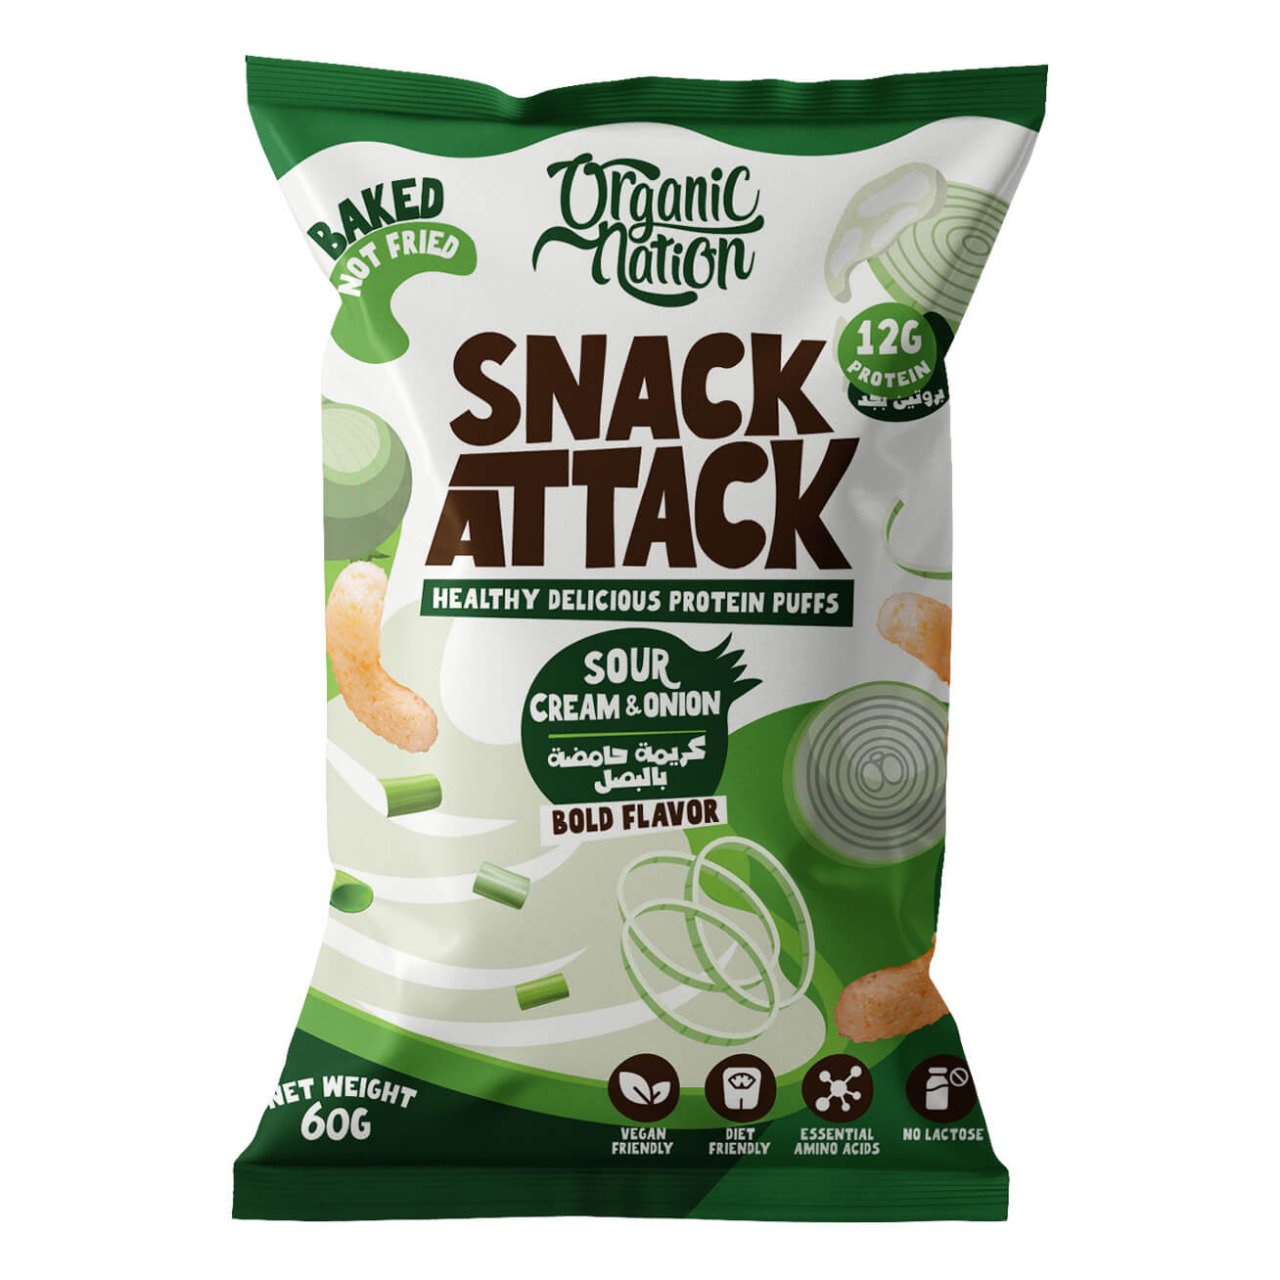 Organic
Nation
BAKED
NOT FRIED
12G
PROTEIN
بروتين بجد
SNACK
ATTACK
HEALTHY DELICIOUS PROTEIN PUFFS
SOUR
CREAM & ONION
كريمة حامضة
بالبصل
BOLD FLAVOR
NET WEIGHT
60G
VEGAN
FRIENDLY
DIET
FRIENDLY
ESSENTIAL
AMINO ACIDS
NO LACTOSE